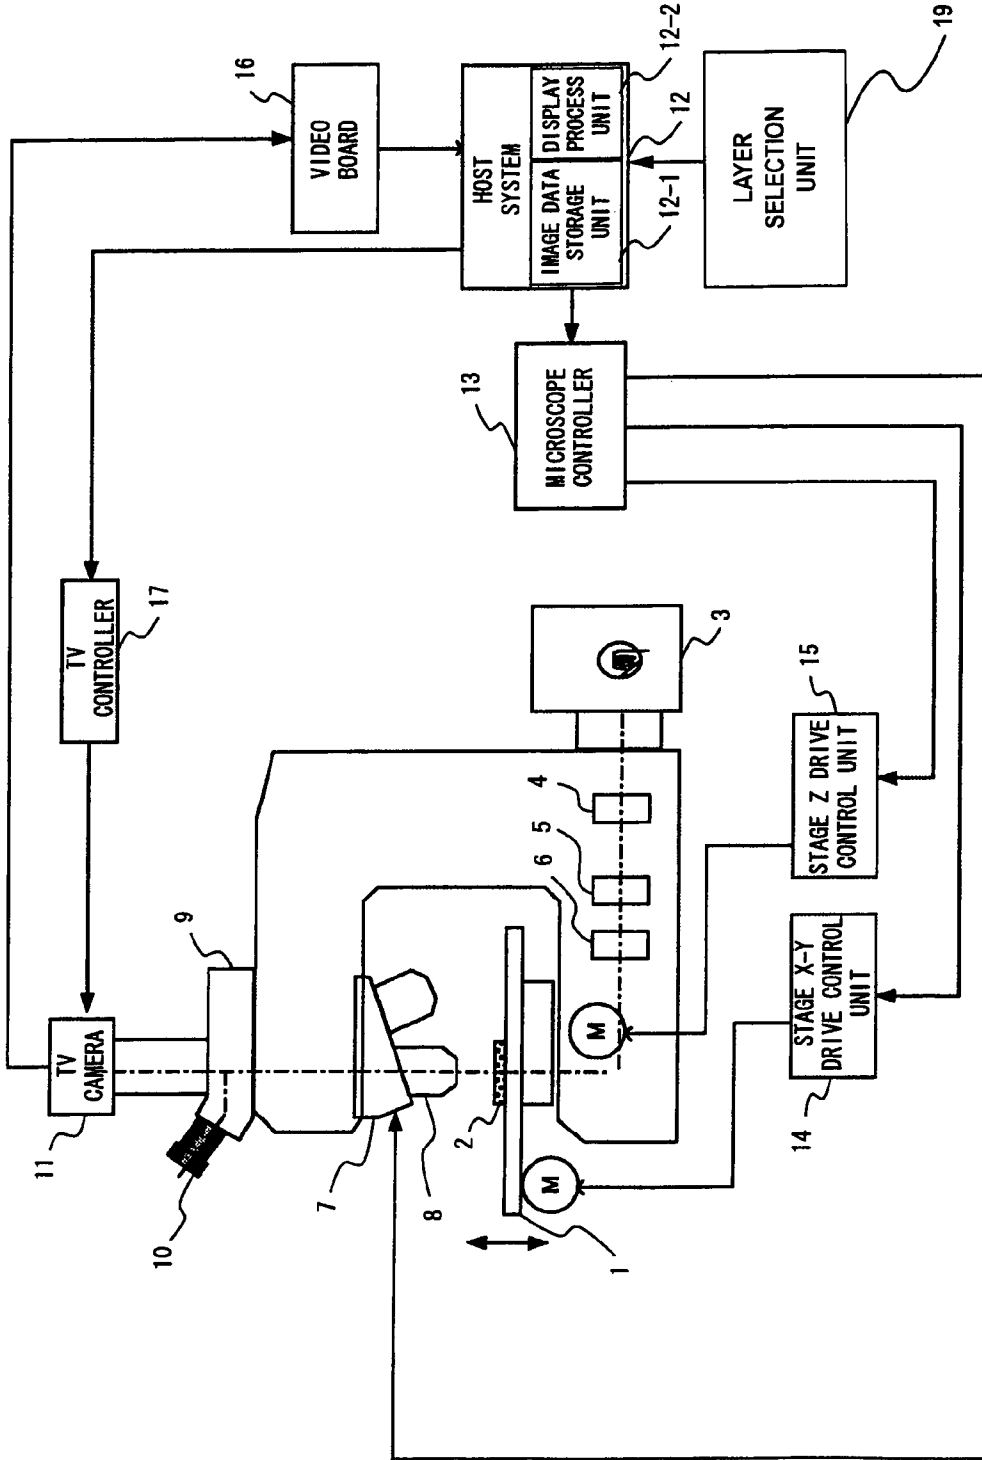 16
VIDEO
BOARD
HOST
SYSTEM
IMAGE DATA
STORAGE
UNIT
DISPLAY
PROCESS
UNIT
12-2
12
12-1
LAYER
SELECTION
UNIT
19
13
MICROSCOPE
CONTROLLER
TV
CONTROLLER
17
3
15
STAGE Z DRIVE
CONTROL UNIT
4
5
6
9
TV
CAMERA
11
10
7
8
2
M
M
1
STAGE X-Y
DRIVE CONTROL
UNIT
14